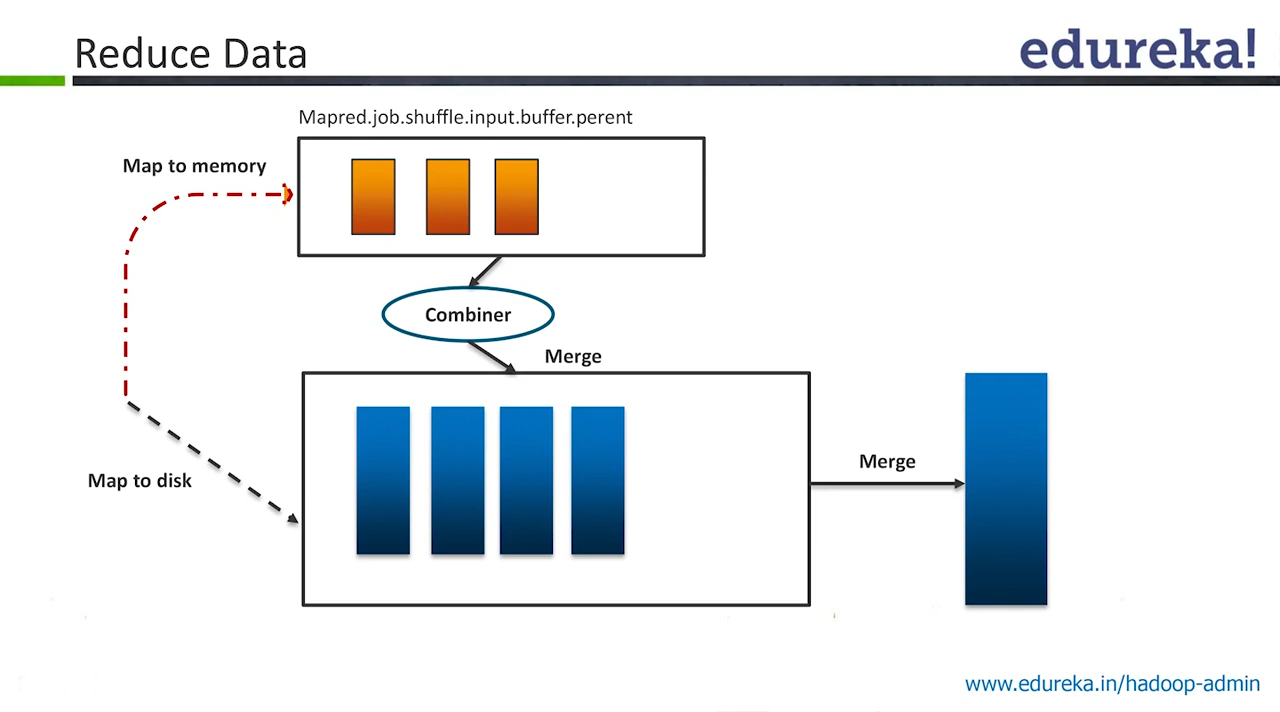 Reduce Data
edureka!
Mapred.job.shuffle.input.buffer.perent
Map to memory
Combiner
Merge
Merge
Map to disk
www.edureka.in/hadoop-admin